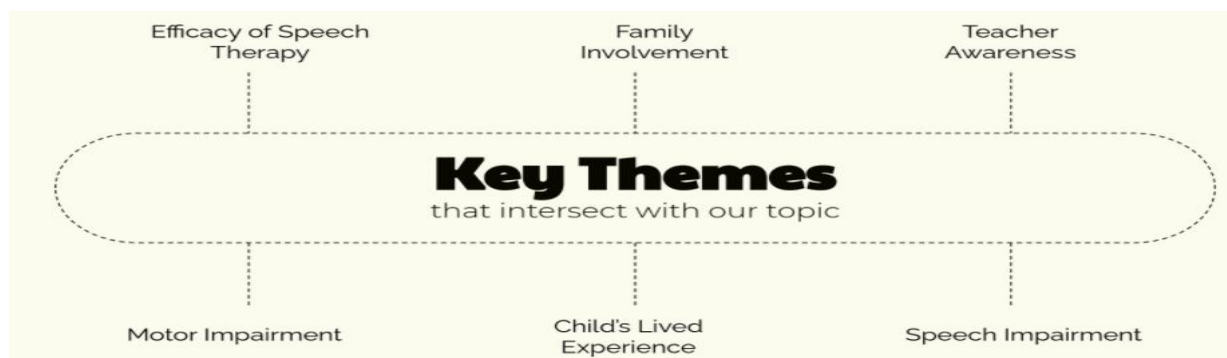 Efficacy of Speech
Therapy
Family
Involvement
Teacher
Awareness
Key Themes
that intersect with our topic
Motor Impairment
Child's Lived
Experience
Speech Impairment